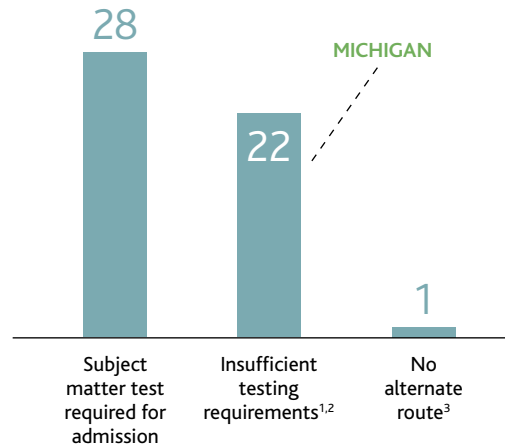 28
MICHIGAN
22
1
Subject
matter test
required for
admission
Insufficient
testing
requirements¹,²
No
alternate
route³